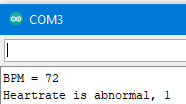 COM3
BPM = 72
Heartrate is abnormal, 1